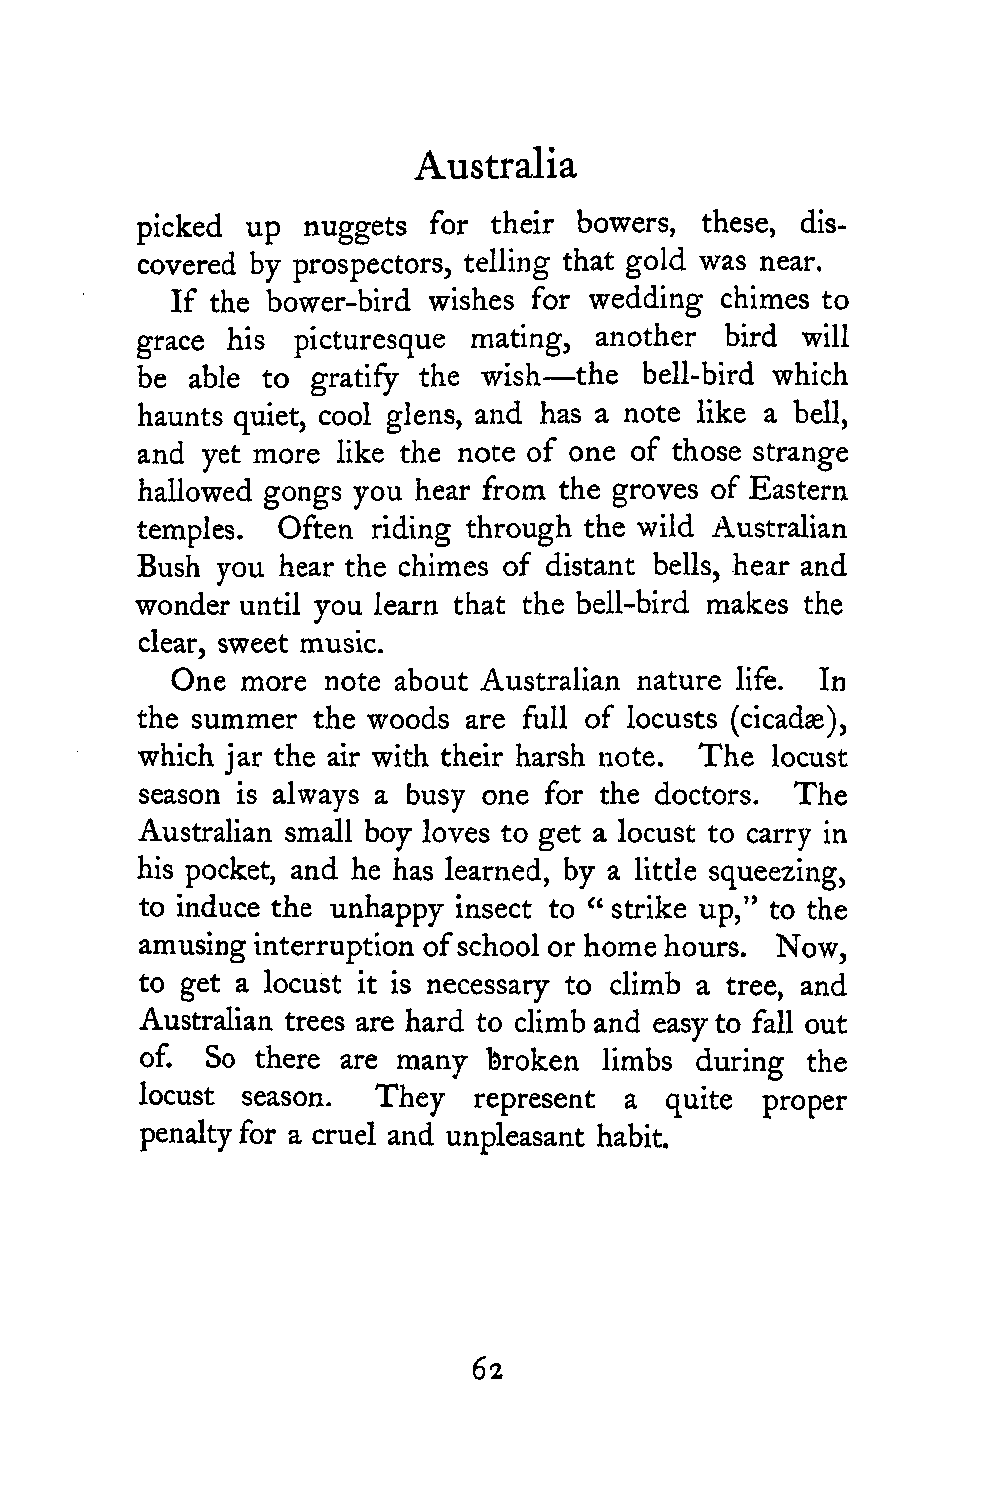 Australia
picked up nuggets for their bowers, these, dis-
covered by prospectors, telling that gold was near.
If the bower-bird wishes for wedding chimes to
grace his picturesque mating, another bird will
be able to gratify the wish—the bell-bird which
haunts quiet, cool glens, and has a note like a bell,
and yet more like the note of one of those strange
hallowed gongs you hear from the groves of Eastern
temples. Often riding through the wild Australian
Bush you hear the chimes of distant bells, hear and
wonder until you learn that the bell-bird makes the
clear, sweet music.
One more note about Australian nature life. In
the summer the woods are full of locusts (cicadæ),
which jar the air with their harsh note. The locust
season is always a busy one for the doctors. The
Australian small boy loves to get a locust to carry in
his pocket, and he has learned, by a little squeezing,
to induce the unhappy insect to “ strike up,” to the
amusing interruption of school or home hours. Now,
to get a locust it is necessary to climb a tree, and
Australian trees are hard to climb and easy to fall out
of. So there are many broken limbs during the
locust season. They represent a quite proper
penalty for a cruel and unpleasant habit.
62